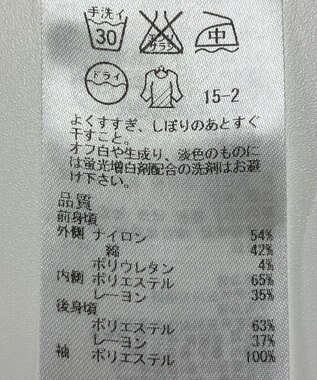 手洗イ
30
エンソ
サラシ
中
ドライ
15-2
よくすすぎ、しぼりのあとすぐ
干すこと。
オフ白や生成り、淡色のものに
は蛍光増白剤配合の洗剤はお避
け下さい。
品質
前身頃
外側 ナイロン 54%
綿 42%
ポリウレタン 4%
内側 ポリエステル 65%
レーヨン 35%
後身頃
ポリエステル 63%
レーヨン 37%
袖 ポリエステル 100%